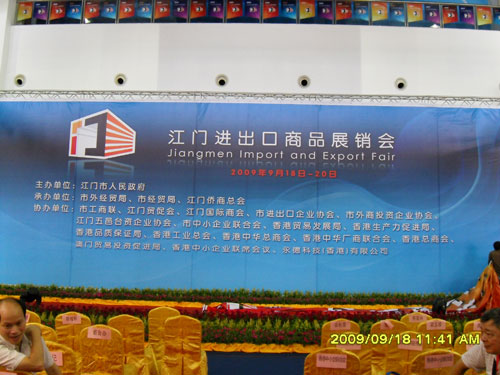 江门进出口商品展销会
Jiangmen Import and Export Fair
2009年9月18日-20日
主办单位：江门市人民政府
承办单位：市外经贸局、市经贸局、江门侨商总会
协办单位：市工商联、江门贸促会、江门国际商会、市进出口企业协会、市外商投资企业协会、
江门五邑台资企业协会、市中小企业联合会、香港贸易发展局、香港生产力促进局、
香港品质保证局、香港工业总会、香港中华总商会、香港中华厂商联合会、香港总商会、
澳门贸易投资促进局、香港中小企业联席会议、永德科技(香港)有限公司
2009/09/18 11:41 AM